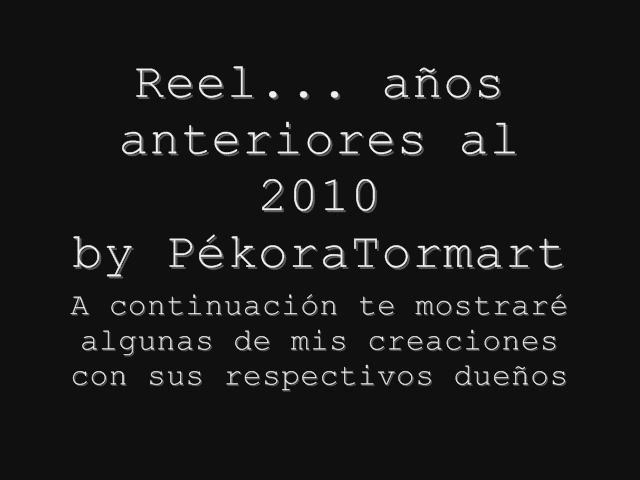 Reel... años
anteriores al
2010
by PékoraTormart
A continuación te mostraré
algunas de mis creaciones
con sus respectivos dueños